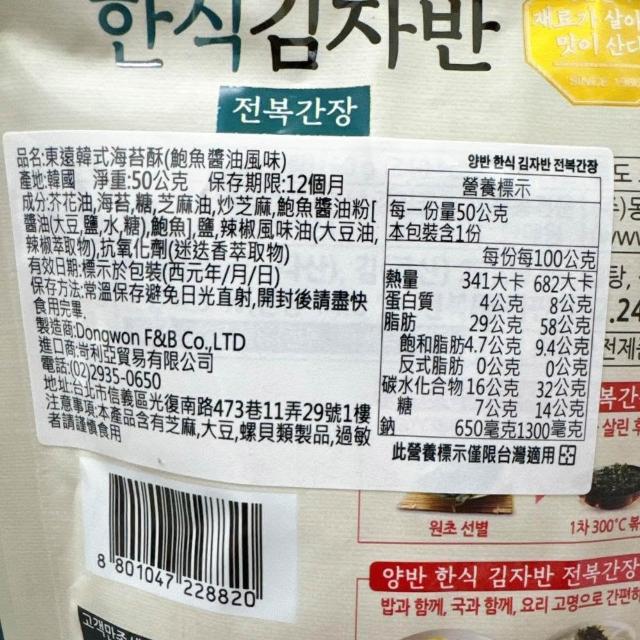 한식김자반
재료가 살아
맛이 산다
SINCE
전복간장
品名:東遠韓式海苔酥(鮑魚醬油風味)
產地:韓國 淨重:50公克 保存期限:12個月
成分:芥花油,海苔,糖,芝麻油,炒芝麻,鮑魚醬油粉[
醬油(大豆,鹽,水,糖),鮑魚],鹽,辣椒風味油(大豆油,
辣椒萃取物),抗氧化劑(迷迭香萃取物)
有效日期:標示於包裝(西元年/月/日)
保存方法:常溫保存避免日光直射,開封後請盡快
食用完畢.
製造商:Dongwon F&B Co.,LTD
進口商:奇利亞貿易有限公司
電話:(02)2935-0650
地址:台北市信義區光復南路473巷11弄29號1樓
注意事項:本產品含有芝麻,大豆,螺貝類製品,過敏
者請謹慎食用
양반 한식 김자반 전복간장
營養標示
每一份量50公克
本包裝含1份
每份 每100公克
熱量 341大卡 682大卡
蛋白質 4公克 8公克
脂肪 29公克 58公克
飽和脂肪 4.7公克 9.4公克
反式脂肪 0公克 0公克
碳水化合物 16公克 32公克
糖 7公克 14公克
鈉 650毫克 1300毫克
此營養標示僅限台灣適用
8 801047 228820
원초 선별
1차 300℃ 볶
양반 한식 김자반 전복간장
밥과 함께, 국과 함께, 요리 고명으로 간편하